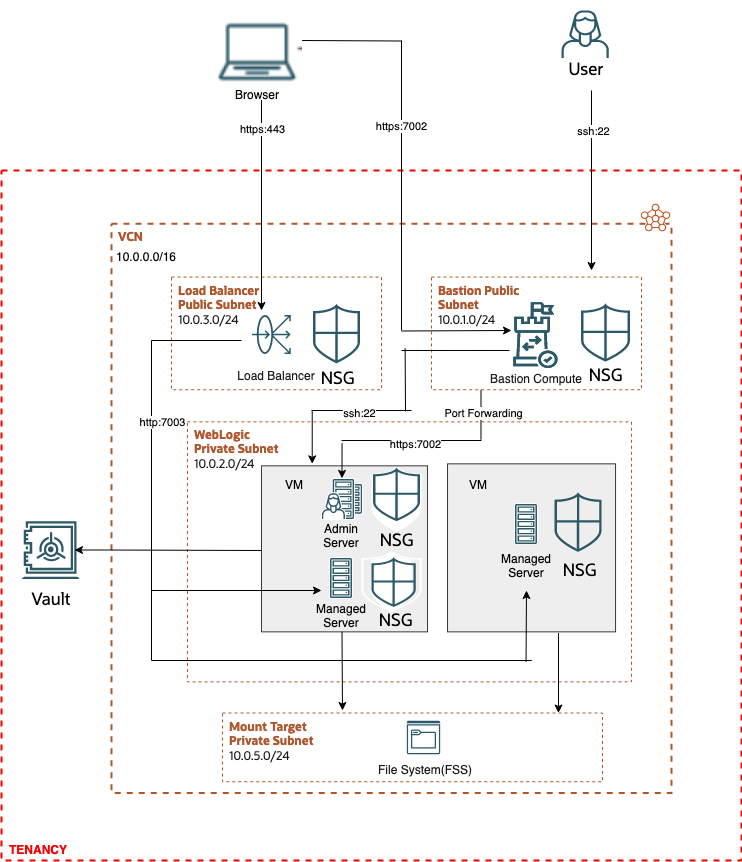 User
Browser
https:443
https:7002
ssh:22
VCN
10.0.0.0/16
Load Balancer
Public Subnet
10.0.3.0/24
Load Balancer
NSG
Bastion Public
Subnet
10.0.1.0/24
Bastion Compute
NSG
ssh:22
Port Forwarding
http:7003
https:7002
WebLogic
Private Subnet
10.0.2.0/24
VM
Admin
Server
NSG
Managed
Server
NSG
VM
Managed
Server
NSG
Vault
Mount Target
Private Subnet
10.0.5.0/24
File System(FSS)
TENANCY